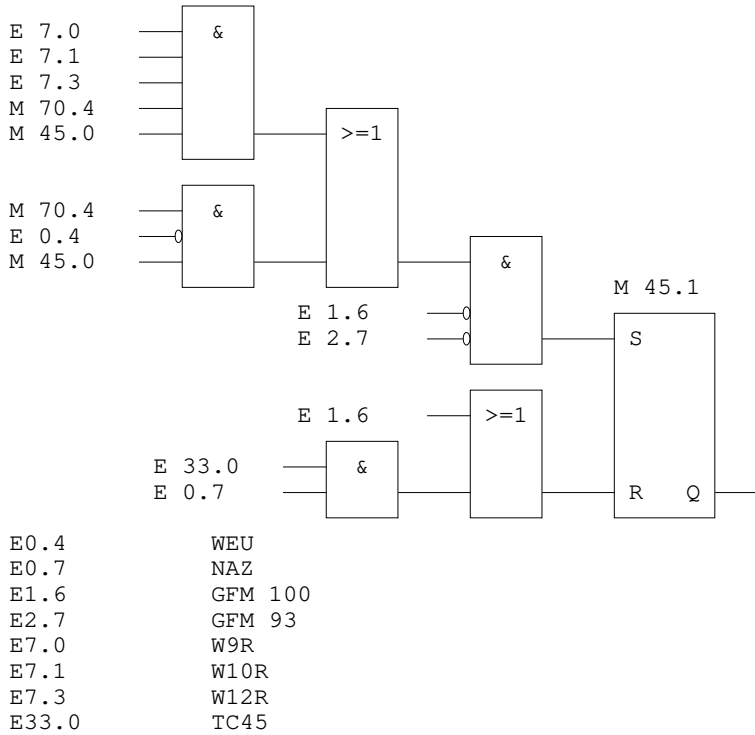 E 7.0
&
E 7.1
E 7.3
M 70.4
M 45.0
>=1
M 70.4
&
E 0.4
M 45.0
&
M 45.1
E 1.6
E 2.7
S
E 1.6
>=1
E 33.0
&
E 0.7
R Q
E0.4 WEU
E0.7 NAZ
E1.6 GFM 100
E2.7 GFM 93
E7.0 W9R
E7.1 W10R
E7.3 W12R
E33.0 TC45